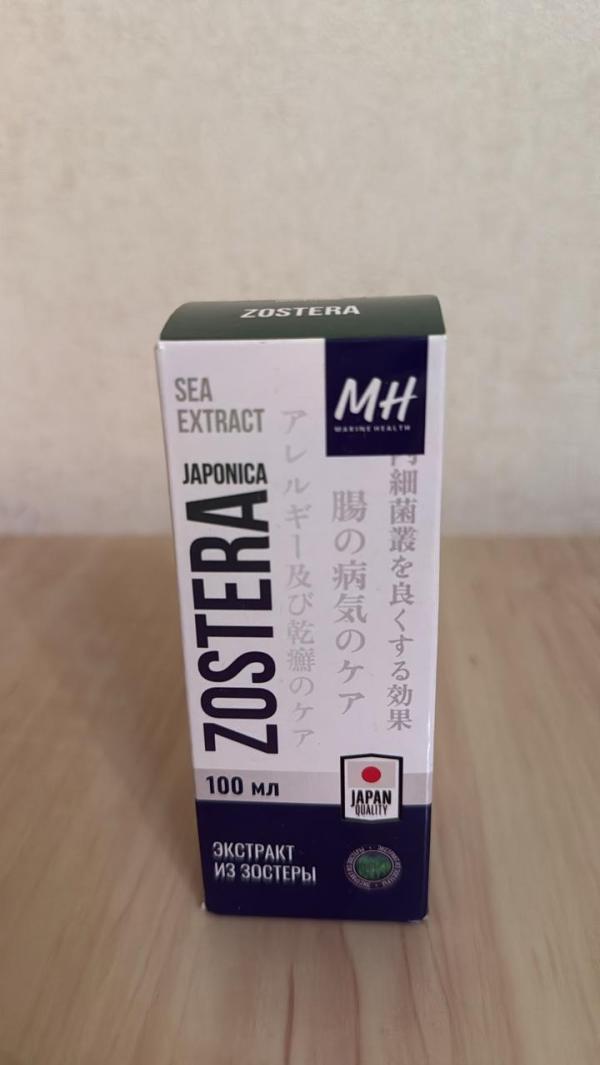 ZOSTERA
SEA
EXTRACT
MH
MARINE HEALTH
JAPONICA
ZOSTERA
内細菌叢を良くする効果
腸の病気のケア
アレルギー及び乾癬のケア
100 мл
JAPAN
QUALITY
ЭКСТРАКТ
ИЗ ЗОСТЕРЫ